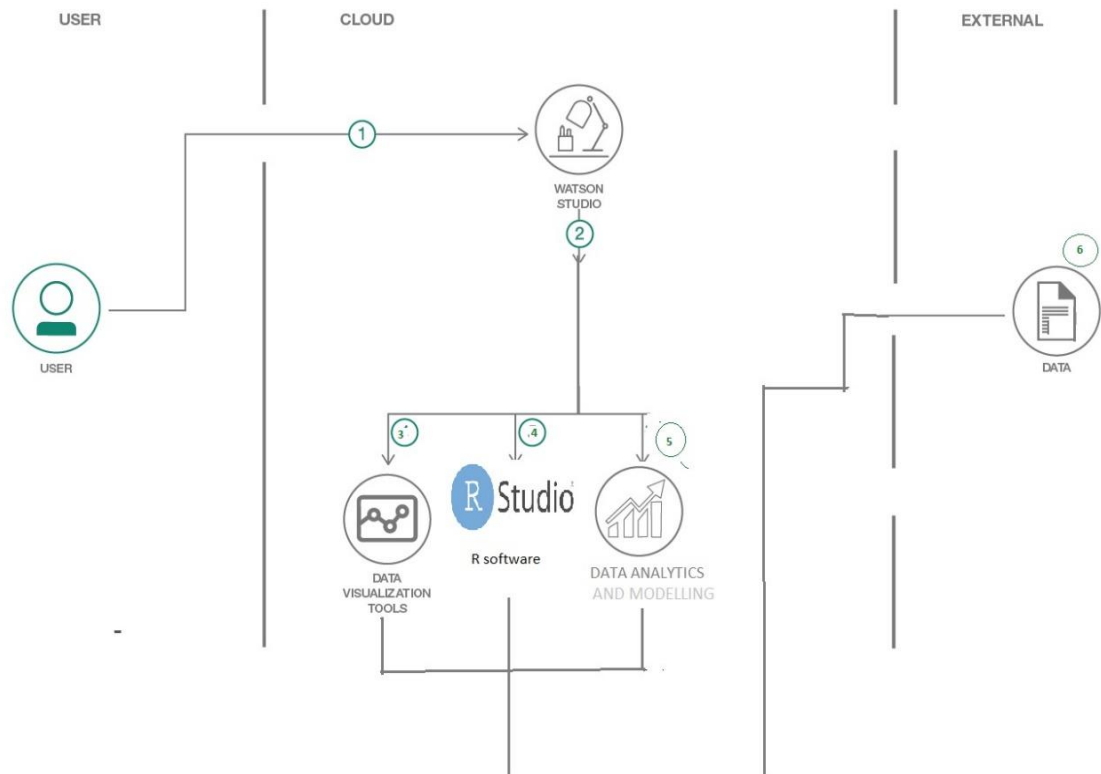 USER
CLOUD
EXTERNAL
1
WATSON
STUDIO
2
6
USER
DATA
3
.4
5
R Studio
R software
DATA
VISUALIZATION
TOOLS
DATA ANALYTICS
AND MODELLING